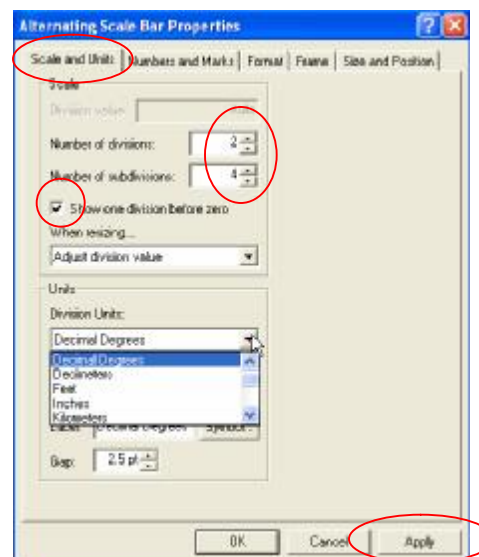 Alternating Scale Bar Properties
Scale and Units Numbers and Marks Format Frame Size and Position
Scale
Division value:
Number of divisions: 2
Number of subdivisions: 4
Show one division before zero
When resizing...
Adjust division value
Units
Division Units:
Decimal Degrees
Decimal Degrees
Decimeters
Feet
Inches
Kilometers
Label: Decimal Degrees Symbol...
Gap: 2.5 pt
OK Cancel Apply